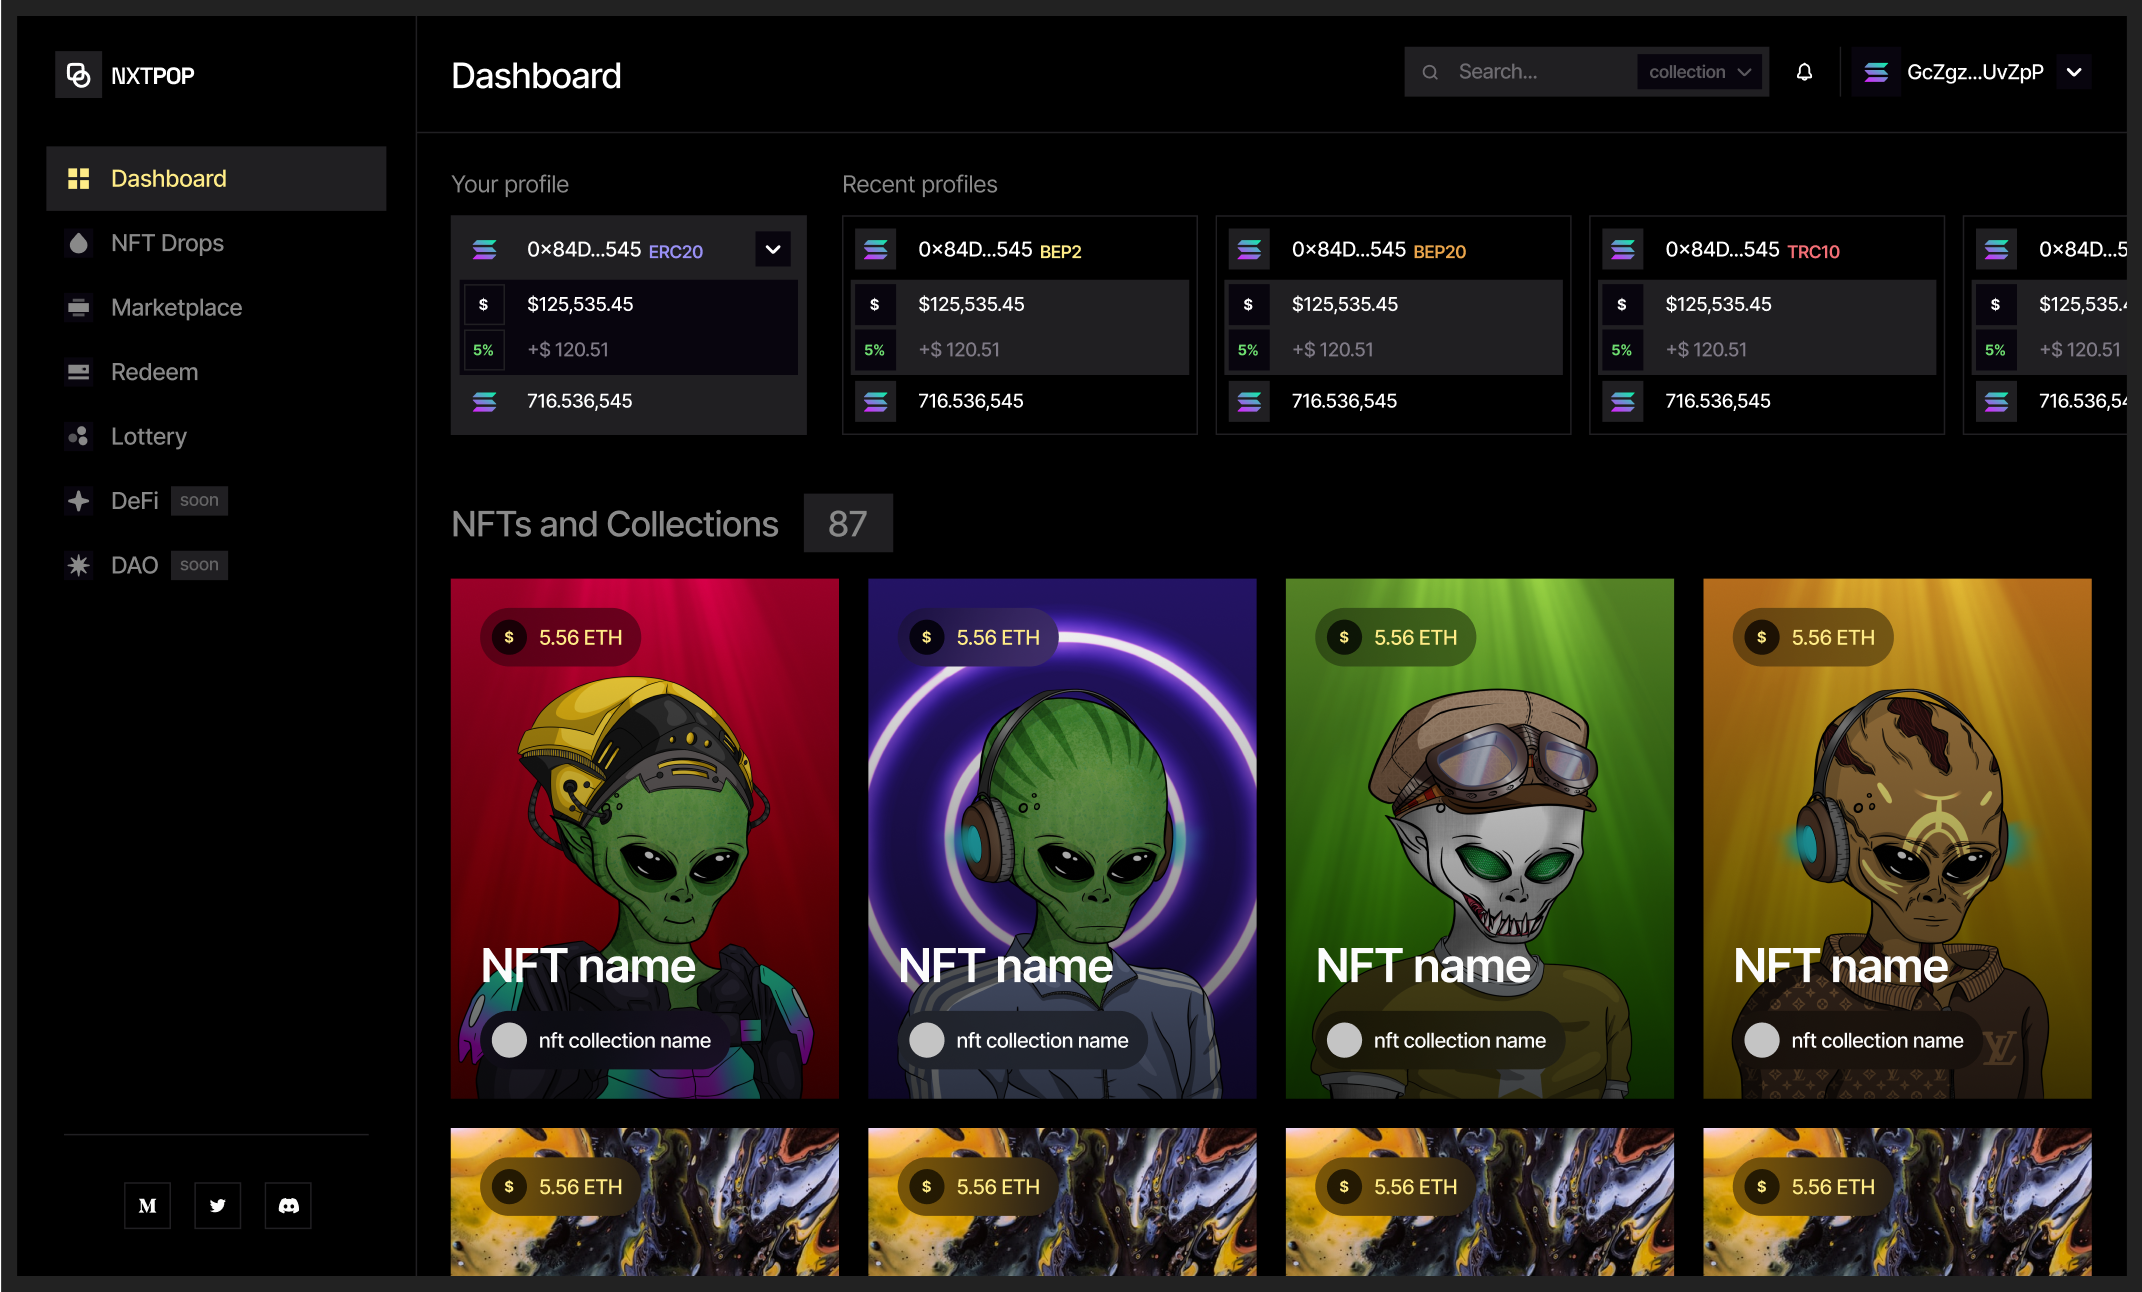 NXTPOP
Dashboard
NFT Drops
Marketplace
Redeem
Lottery
DeFi soon
DAO soon
M
Dashboard
Search... collection
GcZgz...UvZpP
Your profile
0×84D...545 ERC20
$ $125,535.45
5% +$ 120.51
716.536,545
Recent profiles
0×84D...545 BEP2
$ $125,535.45
5% +$ 120.51
716.536,545
0×84D...545 BEP20
$ $125,535.45
5% +$ 120.51
716.536,545
0×84D...545 TRC10
$ $125,535.45
5% +$ 120.51
716.536,545
0×84D...5
$ $125,535.4
5% +$ 120.51
716.536,54
NFTs and Collections 87
$ 5.56 ETH
NFT name
nft collection name
$ 5.56 ETH
NFT name
nft collection name
$ 5.56 ETH
NFT name
nft collection name
$ 5.56 ETH
NFT name
nft collection name
LV
$ 5.56 ETH
$ 5.56 ETH
$ 5.56 ETH
$ 5.56 ETH